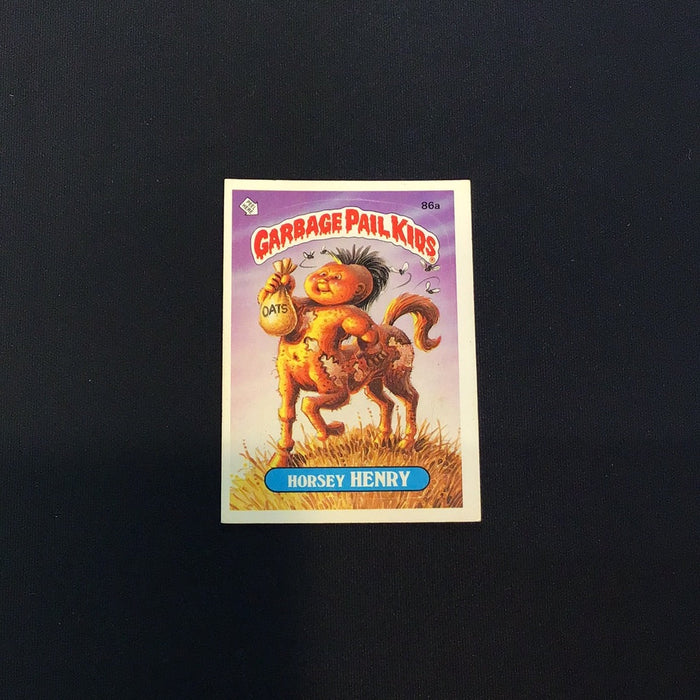 86a
GARBAGE PAIL KIDS
OATS
HORSEY HENRY